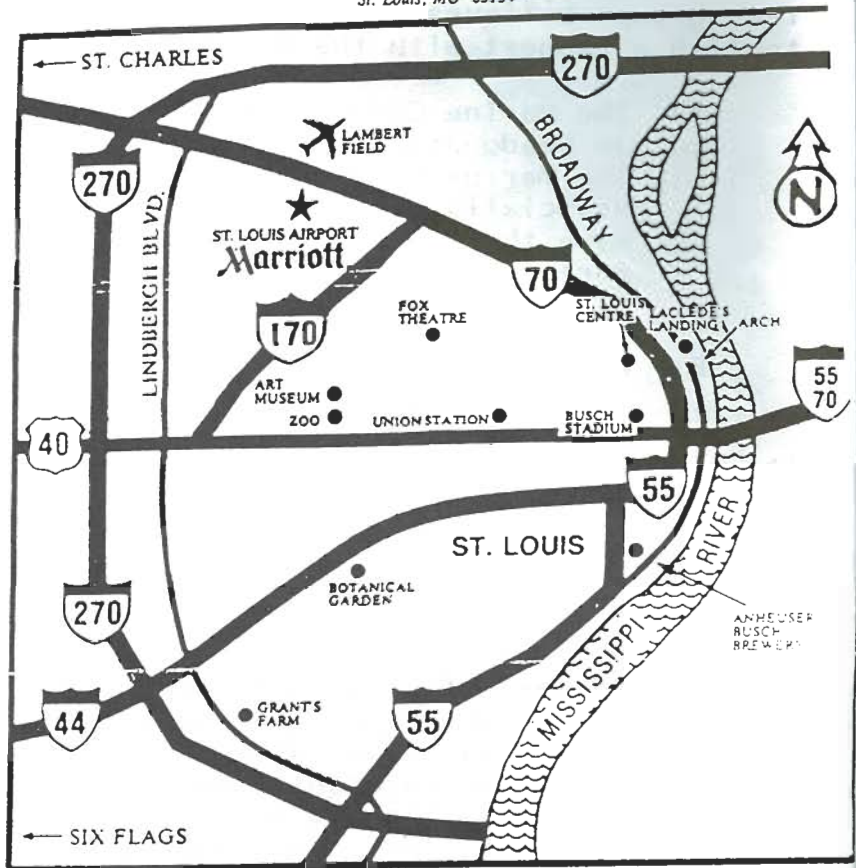 St. Louis, MO
← ST. CHARLES
270
BROADWAY
LAMBERT
FIELD
270
N
LINDBERGH BLVD.
ST. LOUIS AIRPORT
Marriott
70
170
FOX
THEATRE
ST. LOUIS
CENTRE
LACLEDE'S
LANDING
ARCH
55
70
ART
MUSEUM
ZOO
UNION STATION
BUSCH
STADIUM
40
55
ST. LOUIS
BOTANICAL
GARDEN
270
RIVER
MISSISSIPPI
ANHEUSER
BUSCH
BREWERY
GRANT'S
FARM
44
55
← SIX FLAGS